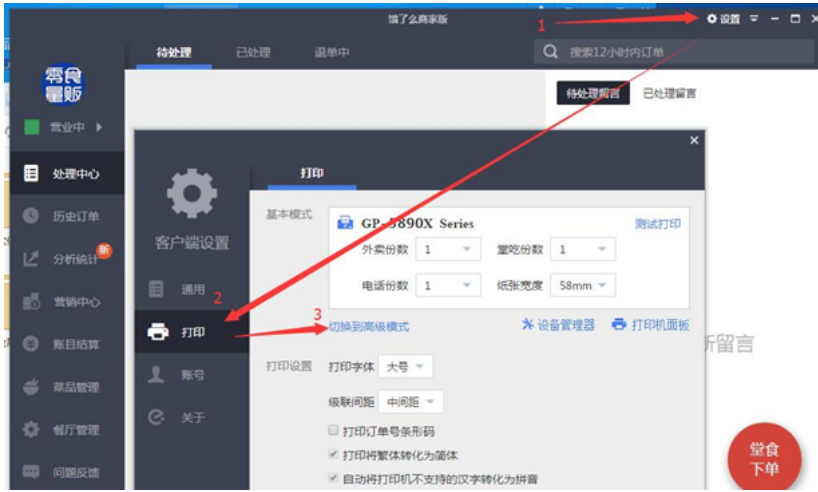 饿了么商家版
1
设置
待处理
已处理
退单中
搜索12小时内订单
零食
量贩
营业中
待处理留言
已处理留言
处理中心
历史订单
分析统计
新
营销中心
账目结算
菜品管理
餐厅管理
问题反馈
客户端设置
通用
2
打印
账号
关于
打印
基本模式
GP-5890X Series
测试打印
外卖份数 1
堂吃份数 1
电话份数 1
纸张宽度 58mm
3
切换到高级模式
设备管理器
打印机面板
打印设置
打印字体 大号
级联间距 中间距
打印订单号条形码
打印将繁体转化为简体
自动将打印机不支持的汉字转化为拼音
留言
堂食
下单